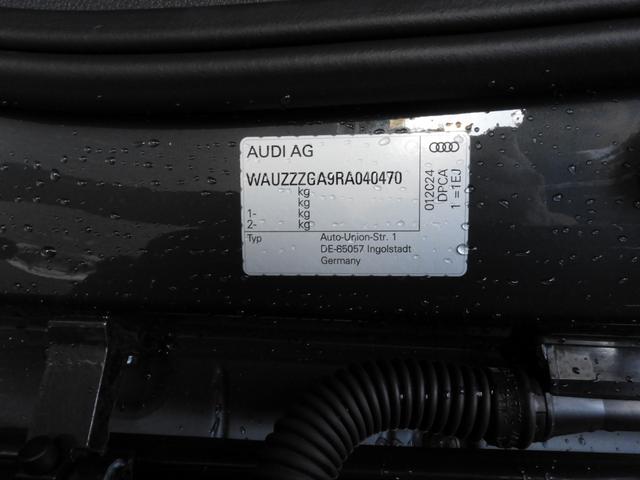 AUDI AG
WAUZZZGA9RA040470
kg
kg
1- kg
2- kg
Typ
Auto-Union-Str. 1
DE-85057 Ingolstadt
Germany
012C24
DPCA
1 =1EJ